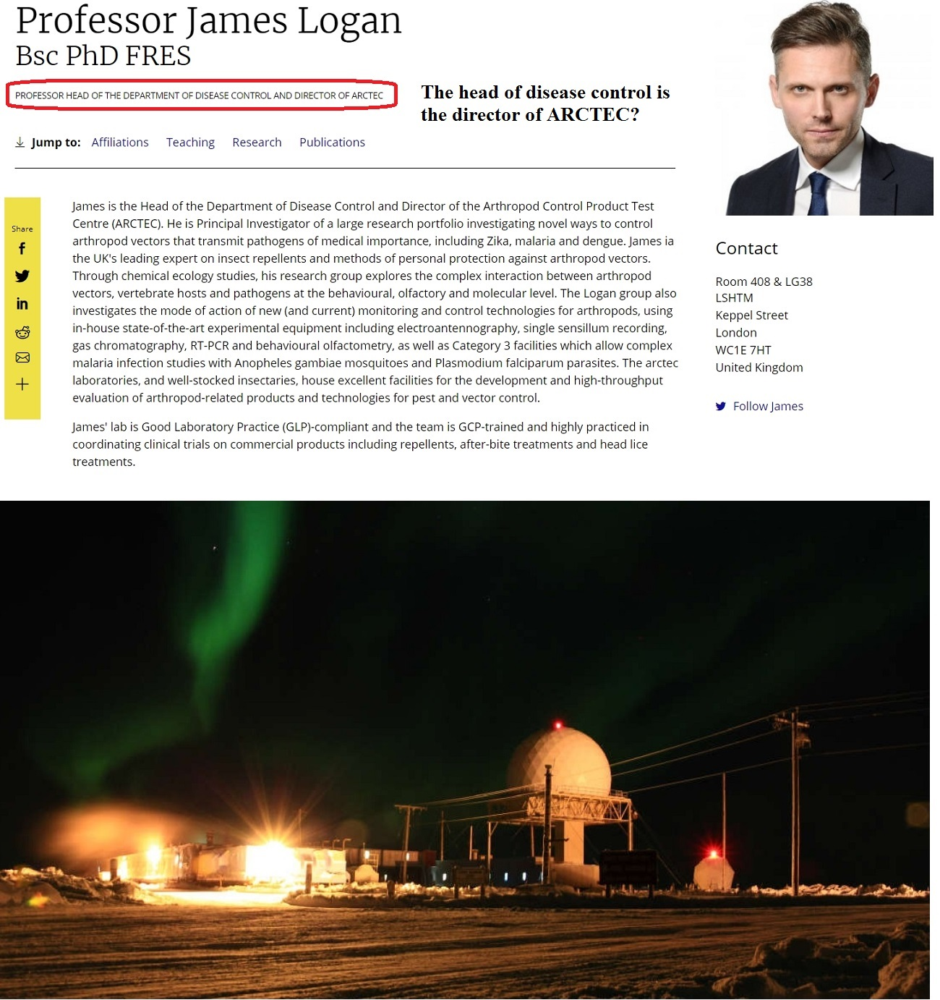 Professor James Logan
Bsc PhD FRES
PROFESSOR HEAD OF THE DEPARTMENT OF DISEASE CONTROL AND DIRECTOR OF ARCTEC
The head of disease control is
the director of ARCTEC?
Jump to: Affiliations Teaching Research Publications
Share
James is the Head of the Department of Disease Control and Director of the Arthropod Control Product Test
Centre (ARCTEC). He is Principal Investigator of a large research portfolio investigating novel ways to control
arthropod vectors that transmit pathogens of medical importance, including Zika, malaria and dengue. James ia
the UK's leading expert on insect repellents and methods of personal protection against arthropod vectors.
Through chemical ecology studies, his research group explores the complex interaction between arthropod
vectors, vertebrate hosts and pathogens at the behavioural, olfactory and molecular level. The Logan group also
investigates the mode of action of new (and current) monitoring and control technologies for arthropods, using
in-house state-of-the-art experimental equipment including electroantennography, single sensillum recording,
gas chromatography, RT-PCR and behavioural olfactometry, as well as Category 3 facilities which allow complex
malaria infection studies with Anopheles gambiae mosquitoes and Plasmodium falciparum parasites. The arctec
laboratories, and well-stocked insectaries, house excellent facilities for the development and high-throughput
evaluation of arthropod-related products and technologies for pest and vector control.
James' lab is Good Laboratory Practice (GLP)-compliant and the team is GCP-trained and highly practiced in
coordinating clinical trials on commercial products including repellents, after-bite treatments and head lice
treatments.
Contact
Room 408 & LG38
LSHTM
Keppel Street
London
WC1E 7HT
United Kingdom
Follow James